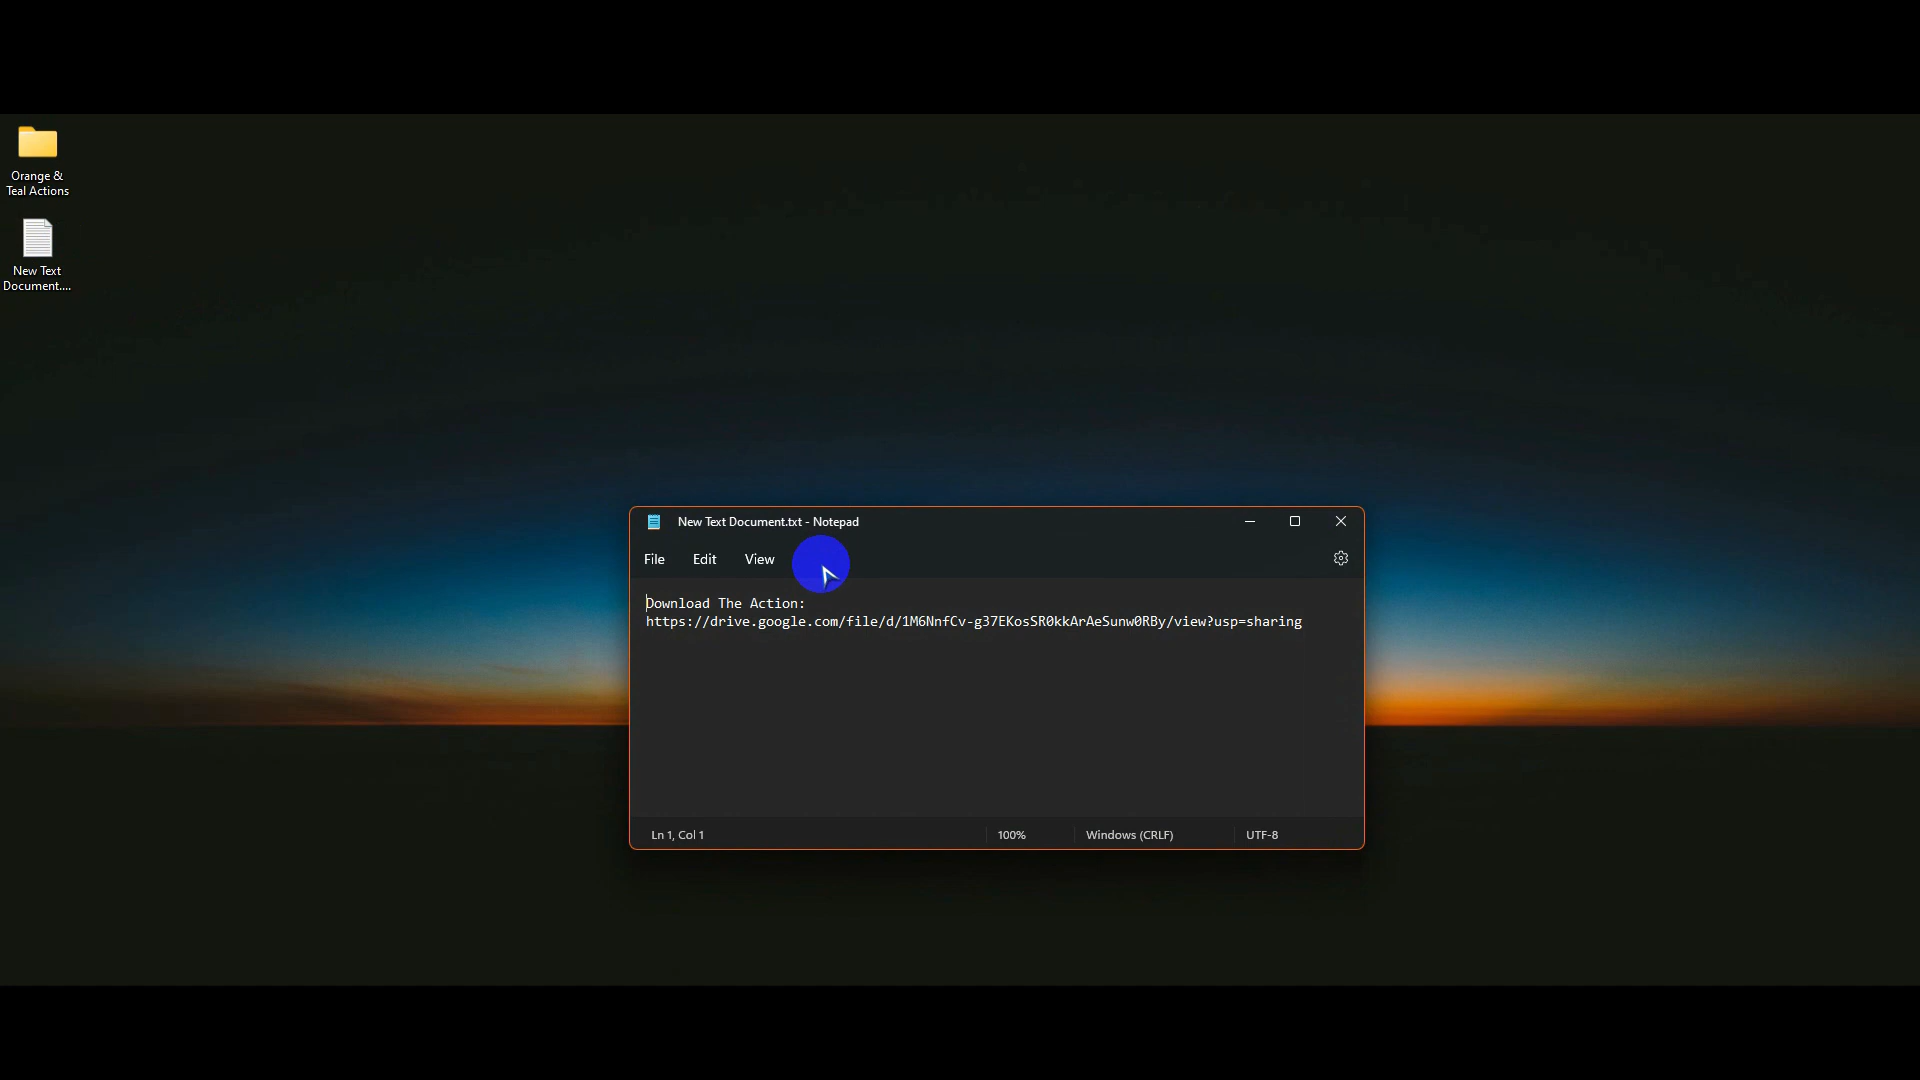 Orange &
Teal Actions
New Text
Document....
New Text Document.txt - Notepad
File Edit View
Download The Action:
https://drive.google.com/file/d/1M6NnfCv-g37EKosSR0kkArAeSunw0RBy/view?usp=sharing
Ln 1, Col 1 100% Windows (CRLF) UTF-8